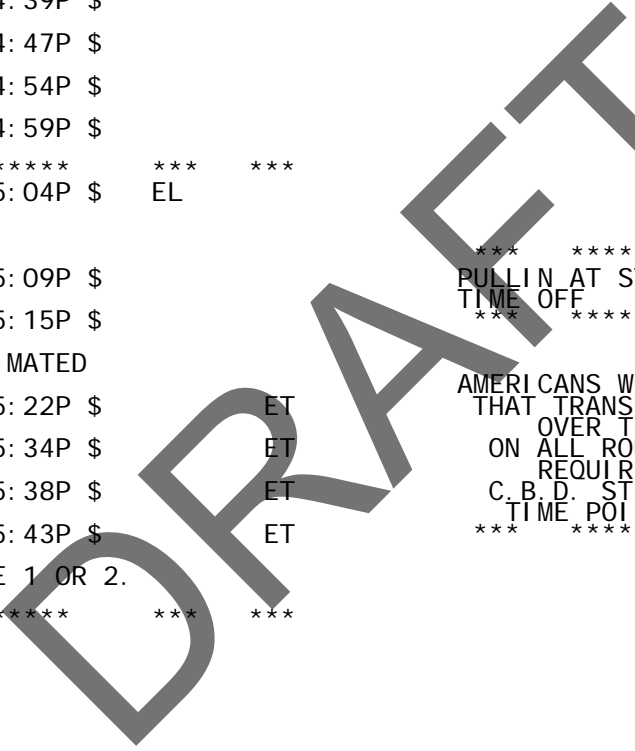 4:39P $
4:47P $
4:54P $
4:59P $
***** *** ***
5:04P $ EL
5:09P $
5:15P $
MATED
5:22P $ ET
5:34P $ ET
5:38P $ ET
5:43P $ ET
E 1 OR 2.
***** *** ***
*** ****
PULLIN AT ST
TIME OFF
*** ****
AMERICANS W
THAT TRANS
OVER T
ON ALL RO
REQUIR
C.B.D. ST
TIME POI
*** ****
DRAFT